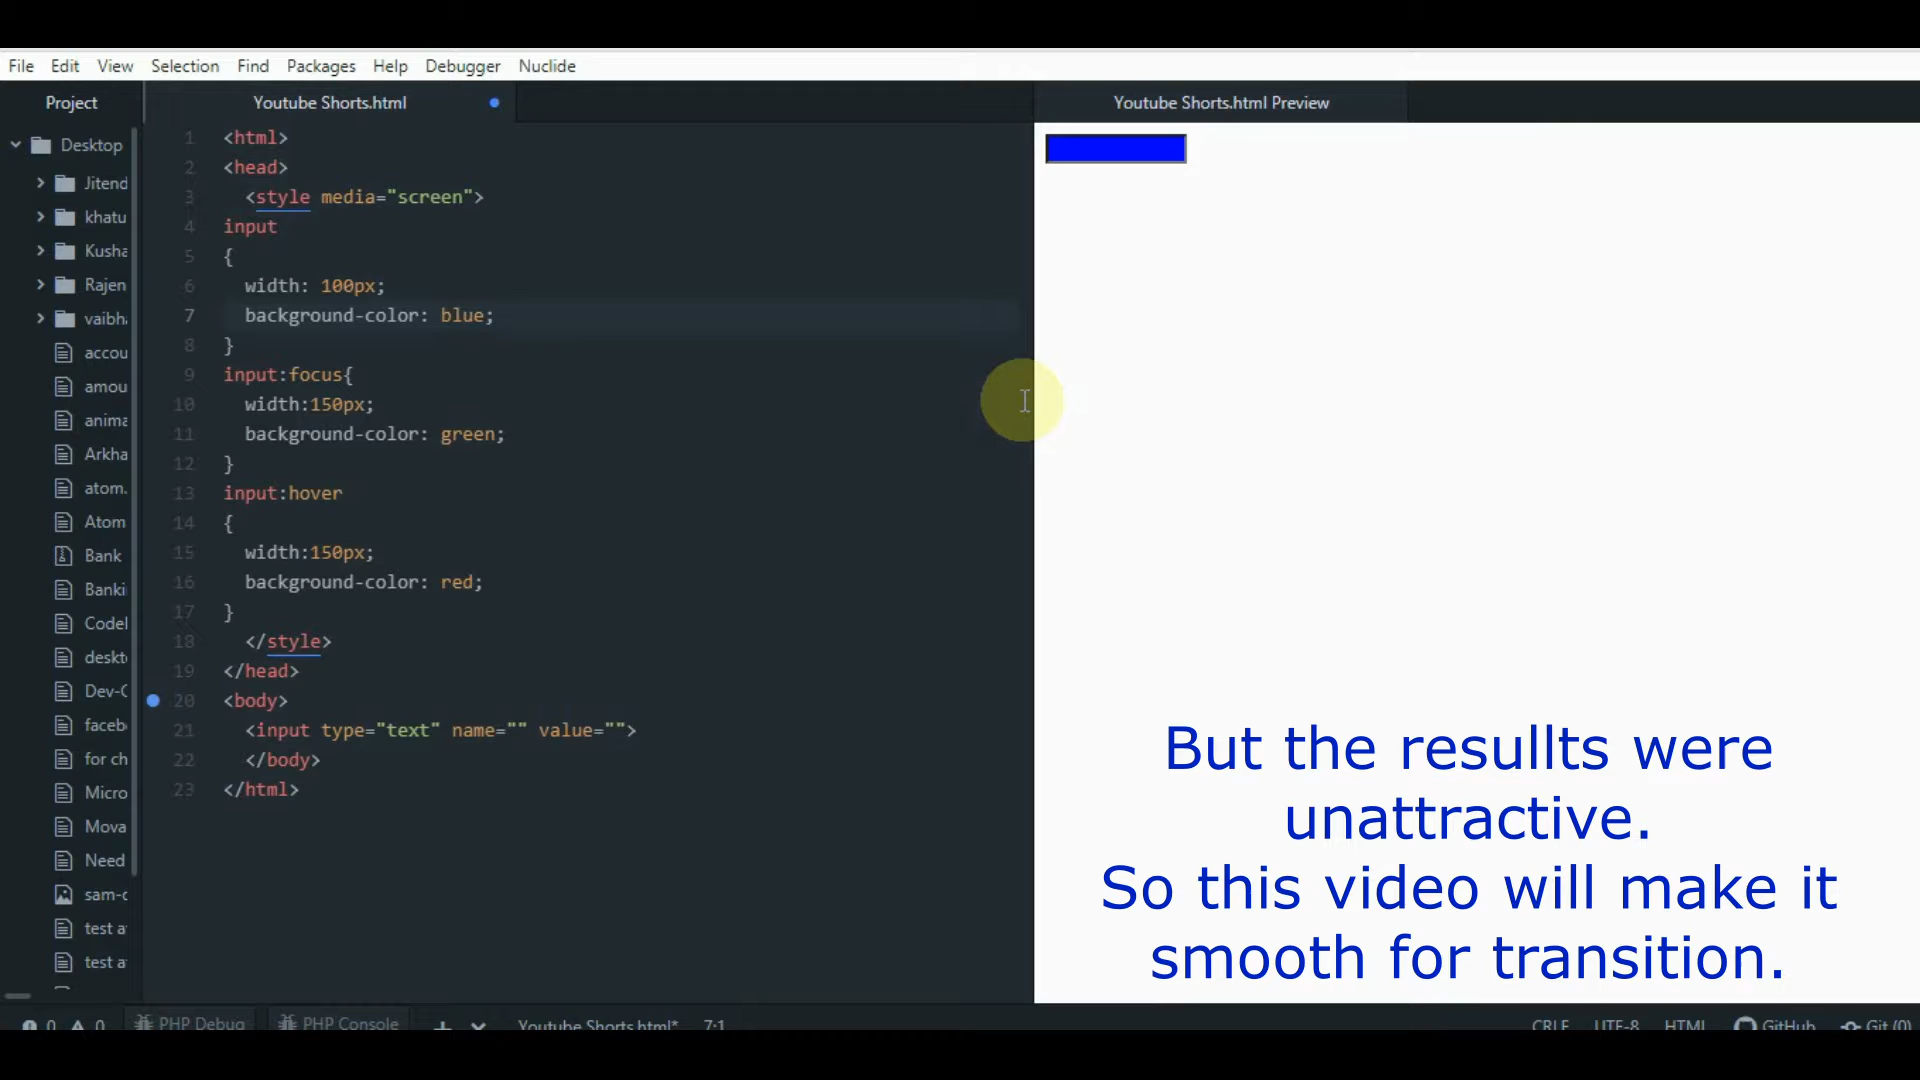 File Edit View Selection Find Packages Help Debugger Nuclide
Project
Youtube Shorts.html
Youtube Shorts.html Preview
Desktop
Jitend
khatu
Kusha
Rajen
vaibh
accou
amou
anima
Arkha
atom.
Atom
Bank
Banki
Codel
deskt
Dev-C
faceb
for ch
Micro
Mova
Need
sam-c
test a
test a
1 <html>
2 <head>
3 <style media="screen">
4 input
5 {
6 width: 100px;
7 background-color: blue;
8 }
9 input:focus{
10 width:150px;
11 background-color: green;
12 }
13 input:hover
14 {
15 width:150px;
16 background-color: red;
17 }
18 </style>
19 </head>
20 <body>
21 <input type="text" name="" value="">
22 </body>
23 </html>
But the resullts were
unattractive.
So this video will make it
smooth for transition.
0 0 PHP Debug PHP Console + Youtube Shorts.html* 7:1 CRLF UTF-8 HTML GitHub Git (0)